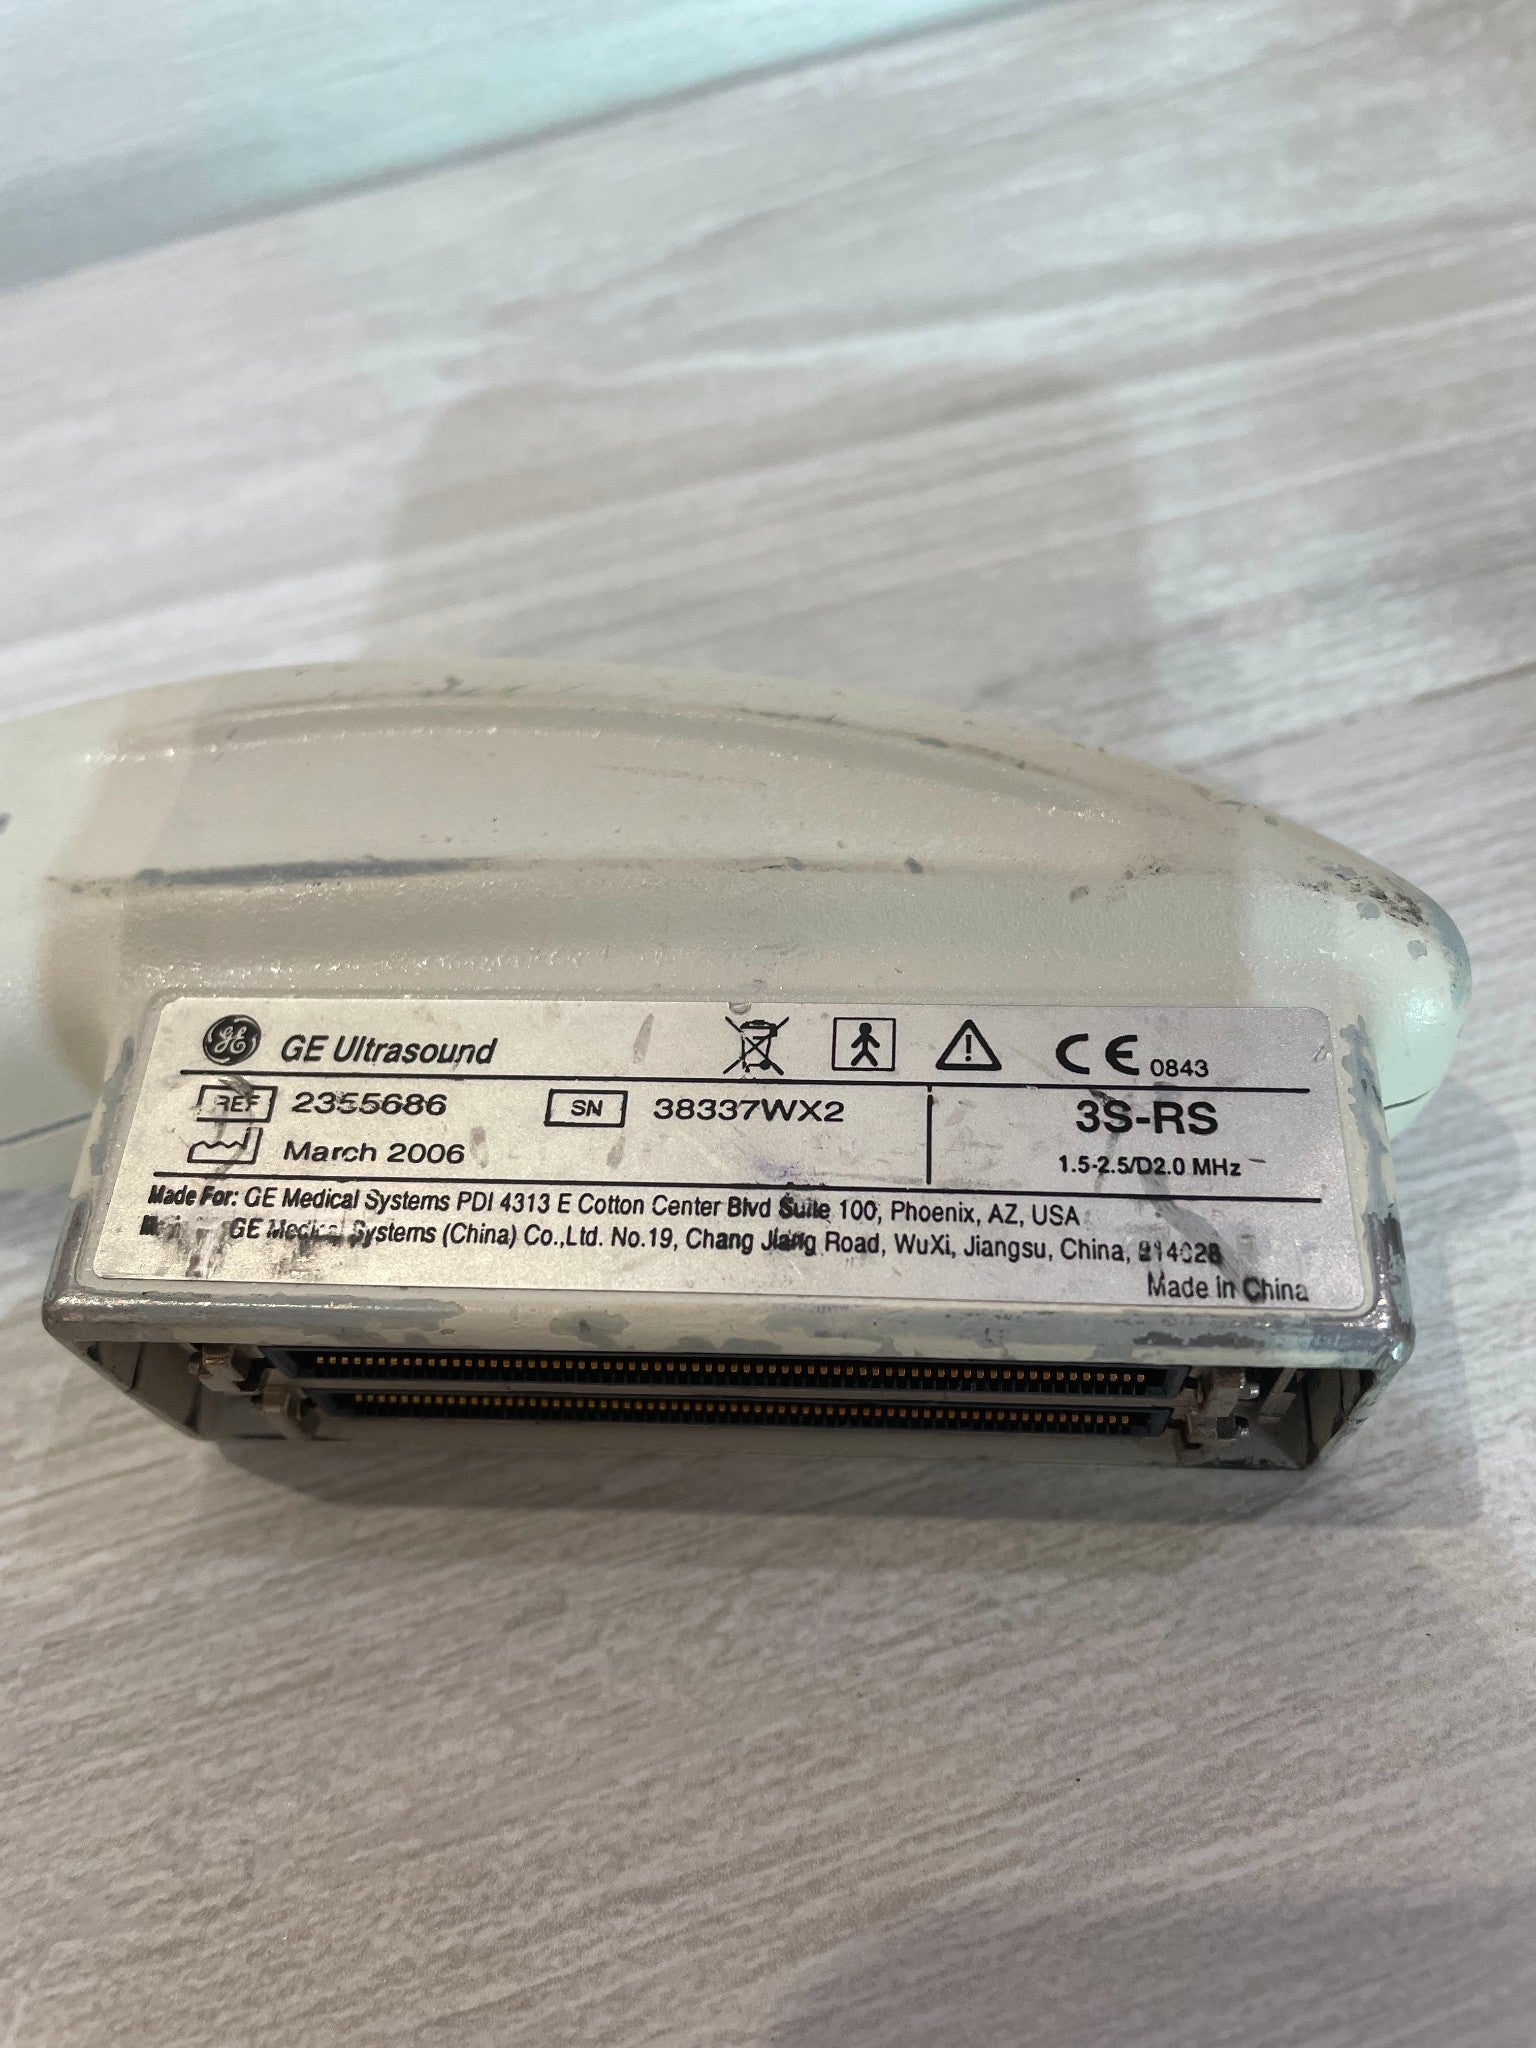 GE Ultrasound
CE 0843
REF 2355686
SN 38337WX2
3S-RS
March 2006
1.5-2.5/D2.0 MHz
Made For: GE Medical Systems PDI 4313 E Cotton Center Blvd Suite 100, Phoenix, AZ, USA
GE Medical Systems (China) Co.,Ltd. No.19, Chang Jiang Road, WuXi, Jiangsu, China, 214028
Made In China